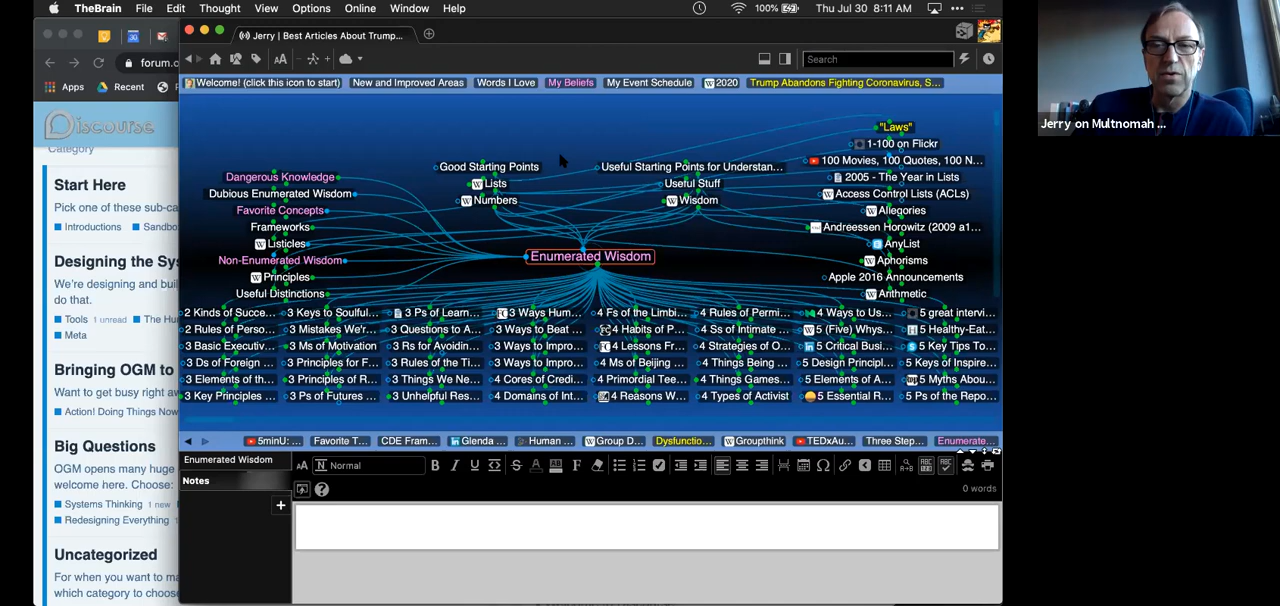 TheBrain File Edit Thought View Options Online Window Help 100% Thu Jul 30 8:11 AM
Jerry | Best Articles About Trump...
forum.o
Search
Apps Recent
Welcome! (click this icon to start) New and Improved Areas Words I Love My Beliefs My Event Schedule 2020 Trump Abandons Fighting Coronavirus, S...
Jerry on Multnomah ...
Discourse
Category
Start Here
Pick one of these sub-ca
Introductions Sandbo
Designing the Sys
We're designing and buil
do that.
Tools 1 unread The Hu
Meta
Bringing OGM to
Want to get busy right aw
Action! Doing Things Now
Big Questions
OGM opens many huge
welcome here. Choose:
Systems Thinking 1 new
Redesigning Everything 1
Uncategorized
For when you want to ma
which category to choose
"Laws"
1-100 on Flickr
100 Movies, 100 Quotes, 100 N...
2005 - The Year in Lists
Access Control Lists (ACLs)
Allegories
Andreessen Horowitz (2009 a1...
AnyList
Aphorisms
Apple 2016 Announcements
Arithmetic
Good Starting Points
Lists
Numbers
Useful Starting Points for Understan...
Useful Stuff
Wisdom
Dangerous Knowledge
Dubious Enumerated Wisdom
Favorite Concepts
Frameworks
Listicles
Non-Enumerated Wisdom
Principles
Useful Distinctions
Enumerated Wisdom
2 Kinds of Succe... 3 Keys to Soulful... 3 Ps of Learn... 3 Ways Hum... 4 Fs of the Limbi... 4 Rules of Permi... 4 Ways to Us... 5 great intervi...
2 Rules of Perso... 3 Mistakes We'r... 3 Questions to A... 3 Ways to Beat ... 4 Habits of P... 4 Ss of Intimate ... 5 (Five) Whys... 5 Healthy-Eat...
3 Basic Executiv... 3 Ms of Motivation 3 Rs for Avoidin... 3 Ways to Impro... 4 Lessons Fr... 4 Strategies of O... 5 Critical Busi... 5 Key Tips To...
3 Ds of Foreign ... 3 Principles for F... 3 Rules of the Ti... 3 Ways to Impro... 4 Ms of Beijing ... 4 Things Being ... 5 Design Principl... 5 Keys of Inspire...
3 Elements of th... 3 Principles of R... 3 Things We Ne... 4 Cores of Credi... 4 Primordial Tee... 4 Things Games... 5 Elements of A... 5 Myths Abou...
3 Key Principles ... 3 Ps of Futures ... 3 Unhelpful Res... 4 Domains of Int... 4 Reasons W... 4 Types of Activist 5 Essential R... 5 Ps of the Repo...
5minU: ... Favorite T... CDE Fram... Glenda ... Human ... Group D... Dysfunctio... Groupthink TEDxAu... Three Step... Enumerate...
Enumerated Wisdom
Normal
Notes
0 words